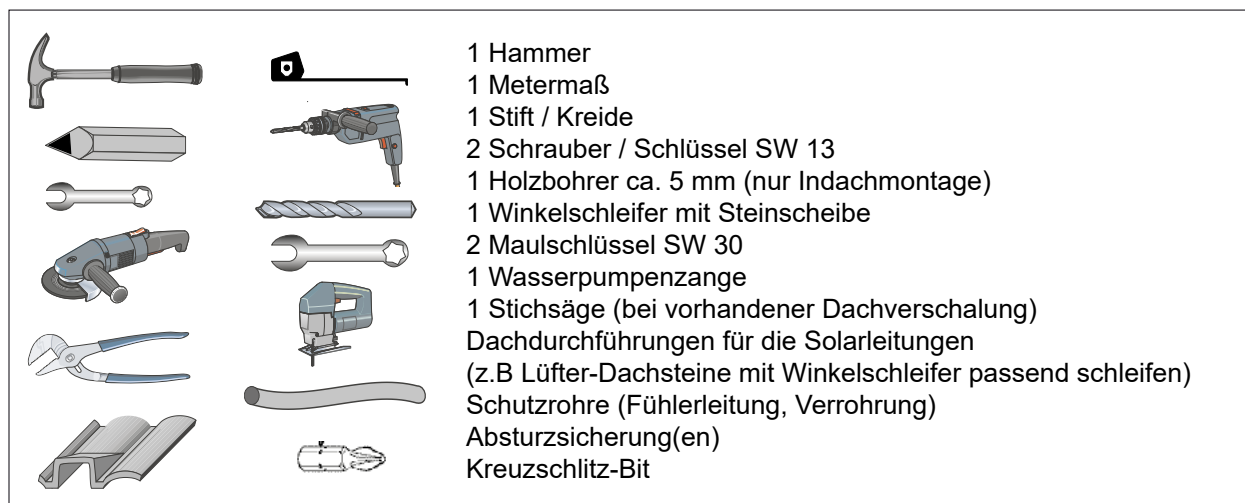 1 Hammer
1 Metermaß
1 Stift / Kreide
2 Schrauber / Schlüssel SW 13
1 Holzbohrer ca. 5 mm (nur Indachmontage)
1 Winkelschleifer mit Steinscheibe
2 Maulschlüssel SW 30
1 Wasserpumpenzange
1 Stichsäge (bei vorhandener Dachverschalung)
Dachdurchführungen für die Solarleitungen
(z.B Lüfter-Dachsteine mit Winkelschleifer passend schleifen)
Schutzrohre (Fühlerleitung, Verrohrung)
Absturzsicherung(en)
Kreuzschlitz-Bit